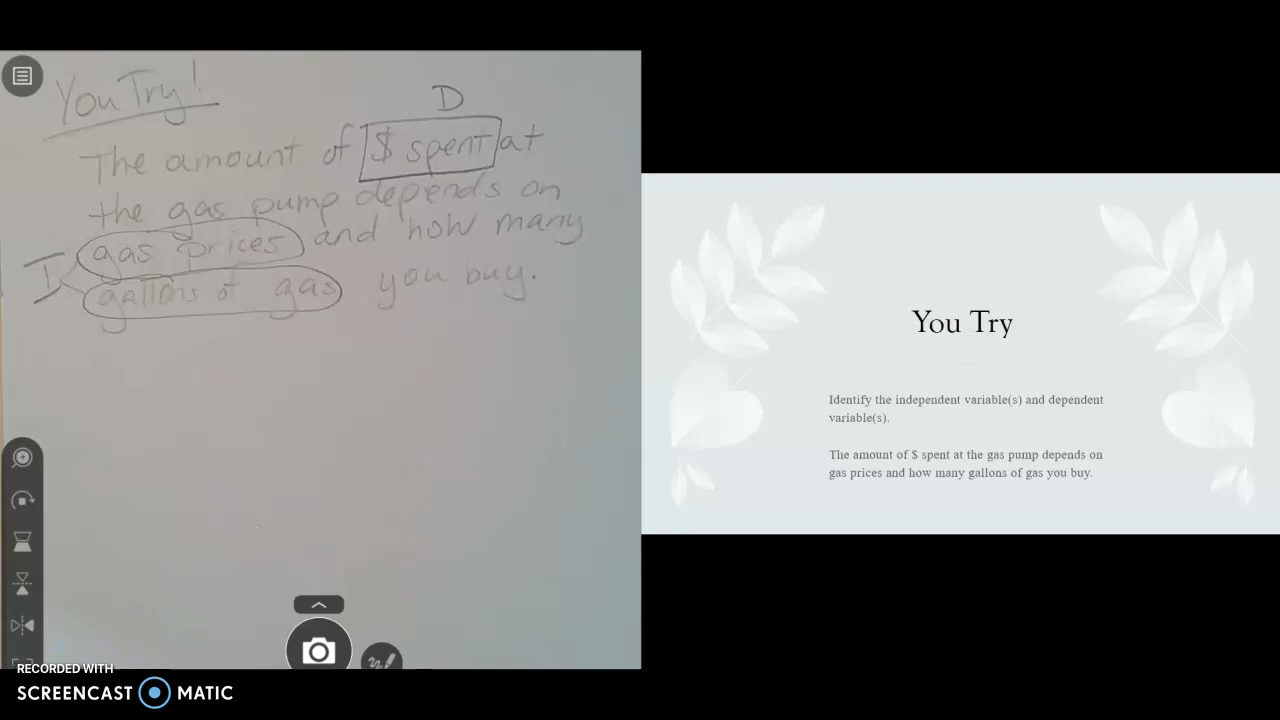 You Try!
D
The amount of $ spent at
the gas pump depends on
gas prices and how many
I
gallons of gas you buy.
You Try
Identify the independent variable(s) and dependent
variable(s).
The amount of $ spent at the gas pump depends on
gas prices and how many gallons of gas you buy.
RECORDED WITH
SCREENCAST MATIC